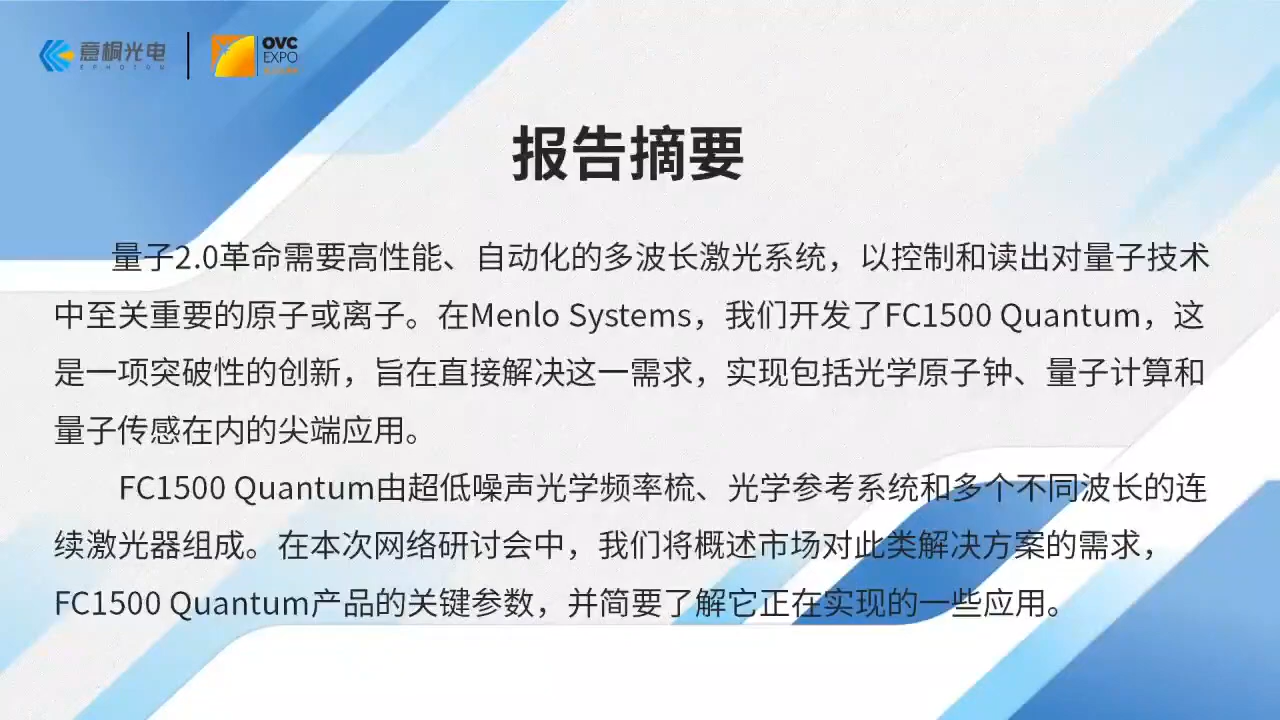 意桐光电
EPHOTON
OVC
EXPO
报告摘要
量子2.0革命需要高性能、自动化的多波长激光系统，以控制和读出对量子技术
中至关重要的原子或离子。在Menlo Systems，我们开发了FC1500 Quantum，这
是一项突破性的创新，旨在直接解决这一需求，实现包括光学原子钟、量子计算和
量子传感在内的尖端应用。
FC1500 Quantum由超低噪声光学频率梳、光学参考系统和多个不同波长的连
续激光器组成。在本次网络研讨会中，我们将概述市场对此类解决方案的需求，
FC1500 Quantum产品的关键参数，并简要了解它正在实现的一些应用。